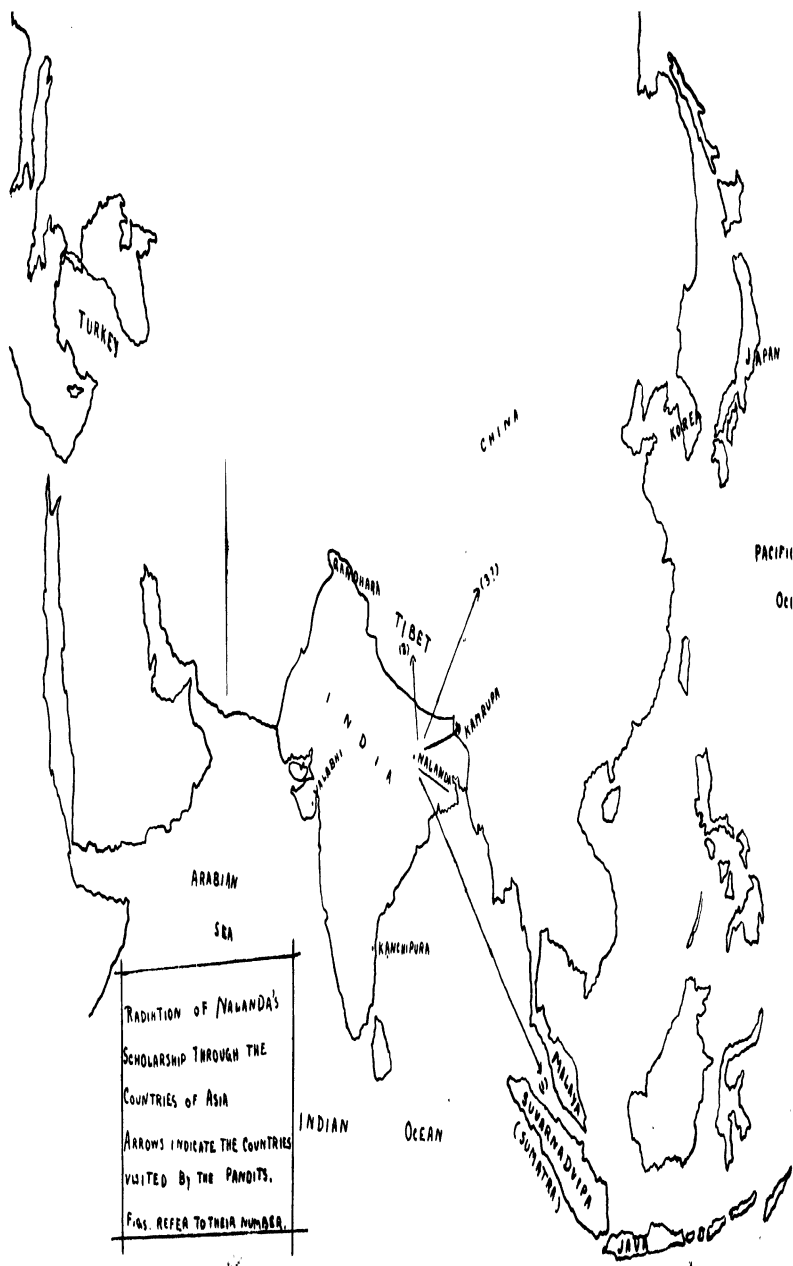 TURKEY
JAPAN
CHINA
KOREA
PACIFI
OCE
GANDHARA
(3?)
TIBET
(8)
KAMRUPA
INDIA
NALANDA
VALABHI
ARABIAN
SEA
KANCHIPURA
RADIATION OF NALANDA'S
SCHOLARSHIP THROUGH THE
COUNTRIES OF ASIA
ARROWS INDICATE THE COUNTRIES
VISITED BY THE PANDITS.
FIGS. REFER TO THEIR NUMBER.
INDIAN OCEAN
MALAYA
SUVARNADVIPA
(SUMATRA)
JAVA